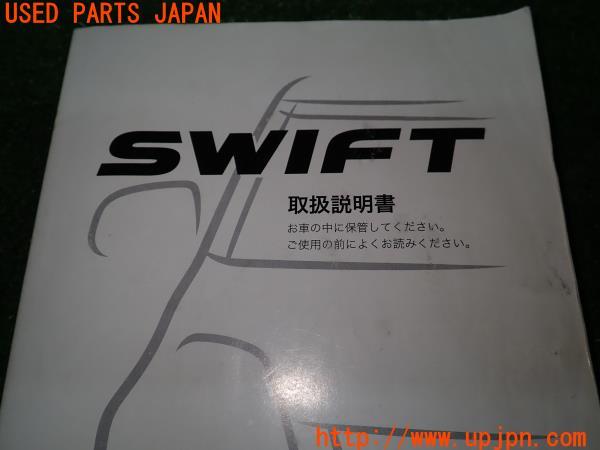 USED PARTS JAPAN
SWIFT
取扱説明書
お車の中に保管してください。
ご使用の前によくお読みください。
http://www.upjpn.com